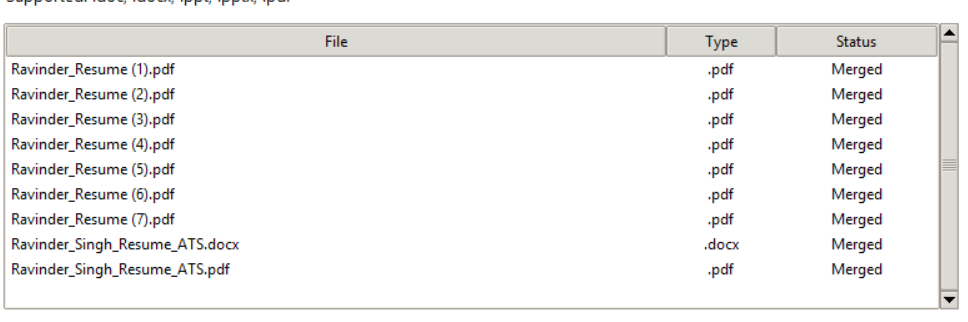 File Type Status
Ravinder_Resume (1).pdf .pdf Merged
Ravinder_Resume (2).pdf .pdf Merged
Ravinder_Resume (3).pdf .pdf Merged
Ravinder_Resume (4).pdf .pdf Merged
Ravinder_Resume (5).pdf .pdf Merged
Ravinder_Resume (6).pdf .pdf Merged
Ravinder_Resume (7).pdf .pdf Merged
Ravinder_Singh_Resume_ATS.docx .docx Merged
Ravinder_Singh_Resume_ATS.pdf .pdf Merged